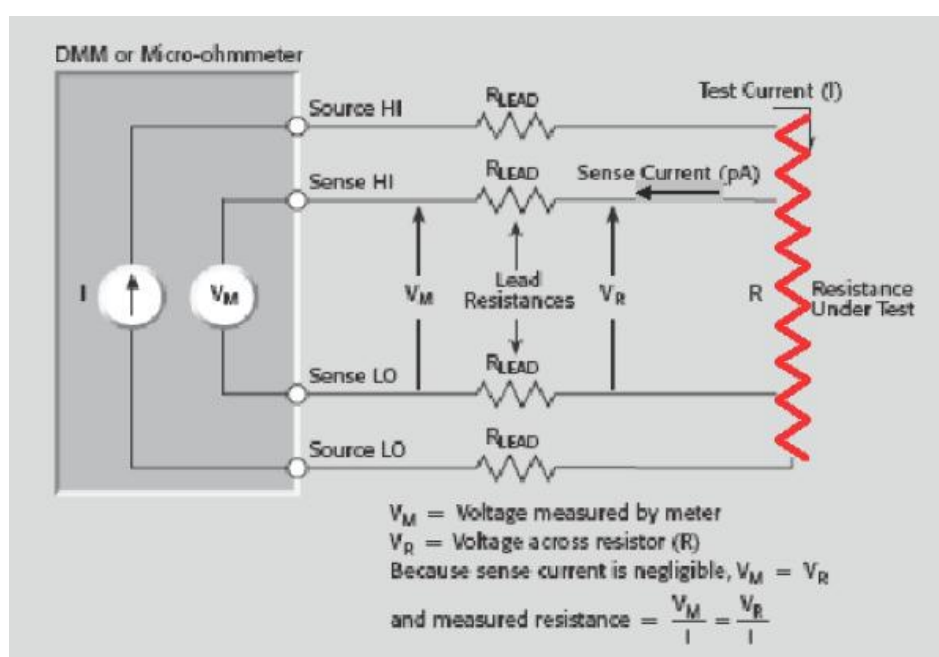 DMM or Micro-ohmmeter
Source HI
RLEAD
Test Current (I)
Sense HI
RLEAD
Sense Current (pA)
I
VM
VM
Lead
Resistances
VR
R
Resistance
Under Test
Sense LO
RLEAD
Source LO
RLEAD
VM = Voltage measured by meter
VR = Voltage across resistor (R)
Because sense current is negligible, VM = VR
and measured resistance = VM/I = VR/I